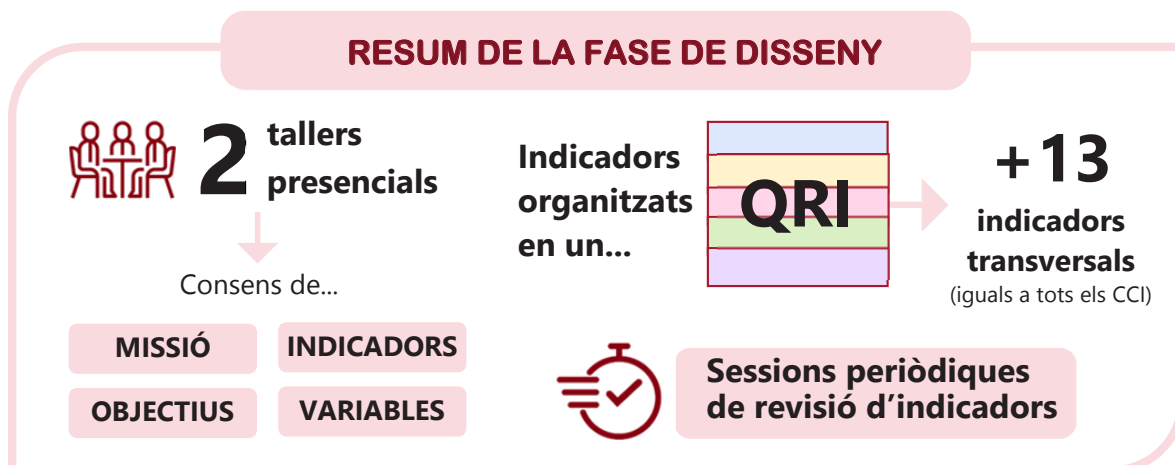 RESUM DE LA FASE DE DISSENY
2 tallers
presencials
Consens de...
MISSIÓ
INDICADORS
OBJECTIUS
VARIABLES
Indicadors
organitzats
en un...
QRI
+13
indicadors
transversals
(iguals a tots els CCI)
Sessions periòdiques
de revisió d’indicadors